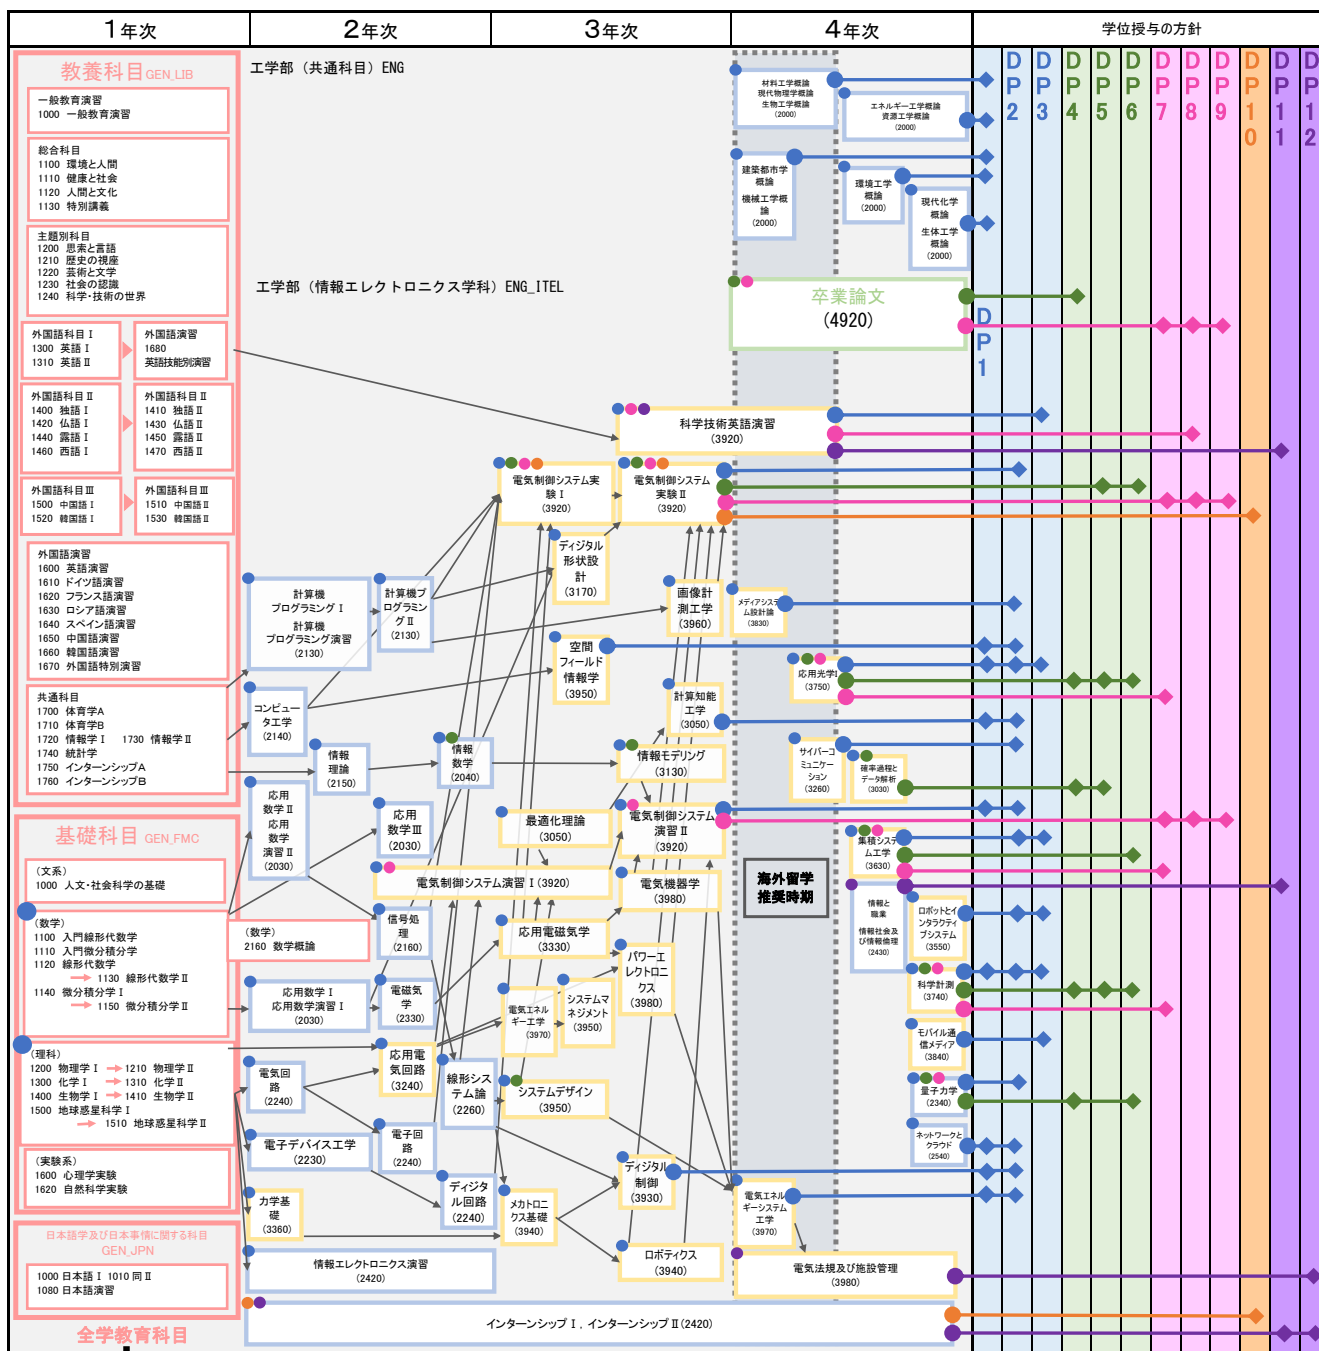 1年次
2年次
3年次
4年次
学位授与の方針
教養科目 GEN_LIB
一般教育演習
1000 一般教育演習
総合科目
1100 環境と人間
1110 健康と社会
1120 人間と文化
1130 特別講義
主題別科目
1200 思索と言語
1210 歴史の視座
1220 芸術と文学
1230 社会の認識
1240 科学・技術の世界
外国語科目Ⅰ
1300 英語Ⅰ
1310 英語Ⅱ
外国語演習
1680
英語技能別演習
外国語科目Ⅱ
1400 独語Ⅰ
1420 仏語Ⅰ
1440 露語Ⅰ
1460 西語Ⅰ
外国語科目Ⅱ
1410 独語Ⅱ
1430 仏語Ⅱ
1450 露語Ⅱ
1470 西語Ⅱ
外国語科目Ⅲ
1500 中国語Ⅰ
1520 韓国語Ⅰ
外国語科目Ⅲ
1510 中国語Ⅱ
1530 韓国語Ⅱ
外国語演習
1600 英語演習
1610 ドイツ語演習
1620 フランス語演習
1630 ロシア語演習
1640 スペイン語演習
1650 中国語演習
1660 韓国語演習
1670 外国語特別演習
共通科目
1700 体育学A
1710 体育学B
1720 情報学Ⅰ 1730 情報学Ⅱ
1740 統計学
1750 インターンシップA
1760 インターンシップB
基礎科目 GEN_FMC
(文系)
1000 人文・社会科学の基礎
(数学)
1100 入門線形代数学
1110 入門微分積分学
1120 線形代数学
1130 線形代数学Ⅱ
1140 微分積分学Ⅰ
1150 微分積分学Ⅱ
(理科)
1200 物理学Ⅰ 1210 物理学Ⅱ
1300 化学Ⅰ 1310 化学Ⅱ
1400 生物学Ⅰ 1410 生物学Ⅱ
1500 地球惑星科学Ⅰ
1510 地球惑星科学Ⅱ
(実験系)
1600 心理学実験
1620 自然科学実験
日本語学及び日本事情に関する科目
GEN_JPN
1000 日本語Ⅰ 1010 同Ⅱ
1080 日本語演習
全学教育科目
工学部(共通科目)ENG
工学部(情報エレクトロニクス学科)ENG_ITEL
計算機
プログラミングⅠ
計算機
プログラミング演習
(2130)
計算機プ
ログラミン
グⅡ
(2130)
コンピュー
タ工学
(2140)
情報
理論
(2150)
情報
数学
(2040)
応用
数学Ⅱ
応用
数学
演習Ⅱ
(2030)
応用
数学Ⅲ
(2030)
電気制御システム演習Ⅰ(3920)
(数学)
2160 数学概論
信号処
理
(2160)
応用数学Ⅰ
応用数学演習Ⅰ
(2030)
電磁気
学
(2330)
電気回
路
(2240)
応用電
気回路
(3240)
線形シス
テム論
(2260)
電子デバイス工学
(2230)
電子回
路
(2240)
ディジタ
ル回路
(2240)
力学基
礎
(3360)
情報エレクトロニクス演習
(2420)
インターンシップⅠ, インターンシップⅡ(2420)
科学技術英語演習
(3920)
電気制御システム実
験Ⅰ
(3920)
電気制御システム
実験Ⅱ
(3920)
ディジタル
形状設
計
(3170)
画像計
測工学
(3960)
空間
フィールド
情報学
(3950)
計算知能
工学
(3050)
情報モデリング
(3130)
最適化理論
(3050)
電気制御システム
演習Ⅱ
(3920)
電気機器学
(3980)
応用電磁気学
(3330)
パワーエ
レクトロニ
クス
(3980)
電気エネル
ギー工学
(3970)
システムマ
ネジメント
(3950)
システムデザイン
(3950)
ディジタル
制御
(3930)
メカトロニ
クス基礎
(3940)
ロボティクス
(3940)
材料工学概論
現代物理学概論
生物工学概論
(2000)
エネルギー工学概論
資源工学概論
(2000)
建築都市学
概論
機械工学概
論
(2000)
環境工学
概論
(2000)
現代化学
概論
生体工学
概論
(2000)
卒業論文
(4920)
メディアシステ
ム設計論
(3830)
応用光学Ⅰ
(3750)
サイバーコ
ミュニケー
ション
(3260)
確率過程と
データ解析
(3030)
集積システ
ム工学
(3630)
海外留学
推奨時期
情報と
職業
情報社会及
び情報倫理
(2430)
ロボットとイ
ンタラクティ
ブシステム
(3550)
科学計測
(3740)
モバイル通
信メディア
(3840)
量子力学
(2340)
ネットワークと
クラウド
(2540)
電気エネル
ギーシステム
工学
(3970)
電気法規及び施設管理
(3980)
DP1
DP2
DP3
DP4
DP5
DP6
DP7
DP8
DP9
DP10
DP11
DP12